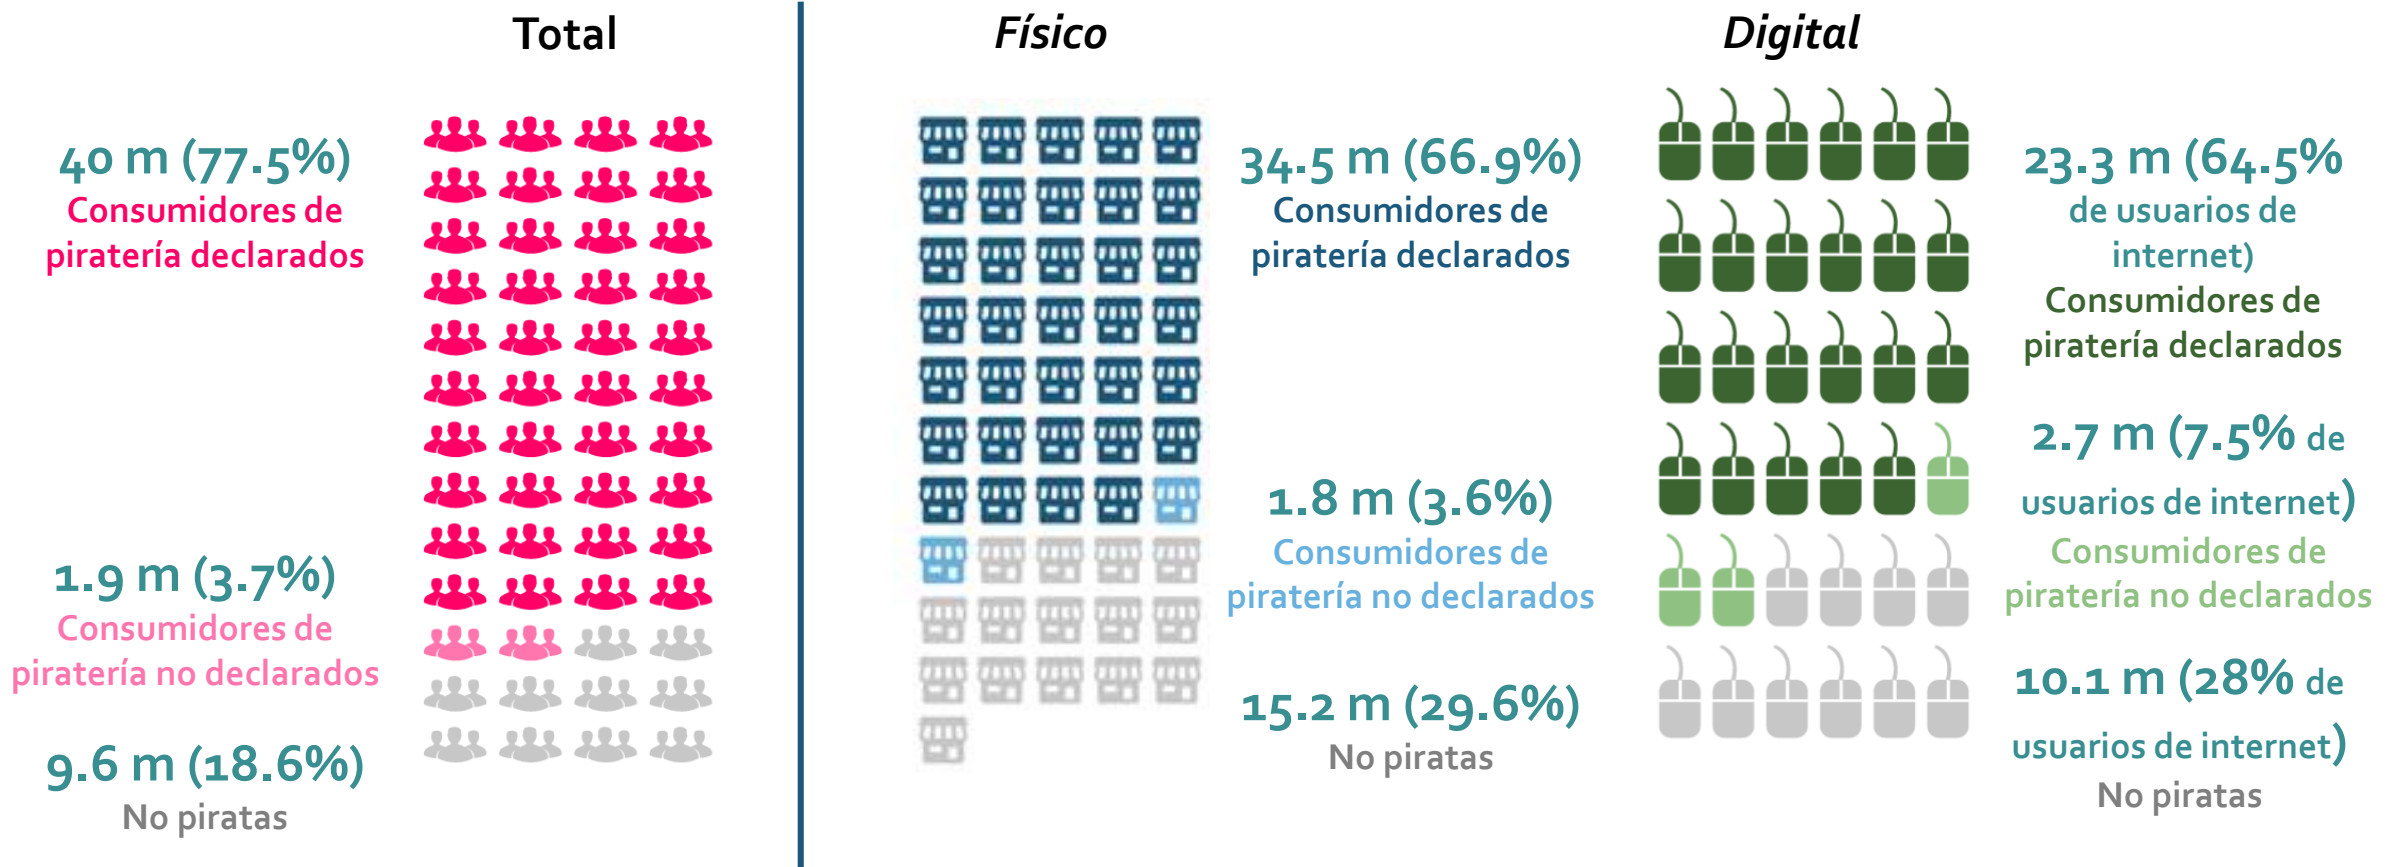 Total
40 m (77.5%)
Consumidores de
piratería declarados
1.9 m (3.7%)
Consumidores de
piratería no declarados
9.6 m (18.6%)
No piratas
Físico
34.5 m (66.9%)
Consumidores de
piratería declarados
1.8 m (3.6%)
Consumidores de
piratería no declarados
15.2 m (29.6%)
No piratas
Digital
23.3 m (64.5%
de usuarios de
internet)
Consumidores de
piratería declarados
2.7 m (7.5% de
usuarios de internet)
Consumidores de
piratería no declarados
10.1 m (28% de
usuarios de internet)
No piratas